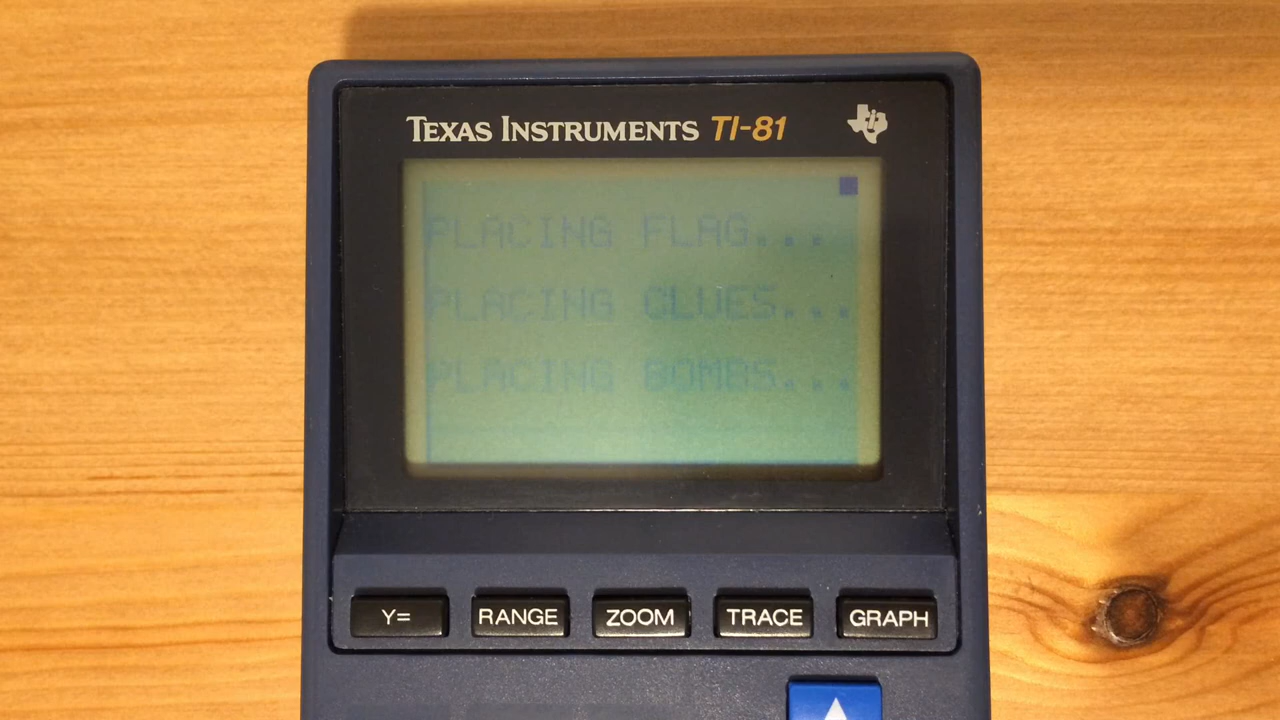 TEXAS INSTRUMENTS TI-81
PLACING FLAG...
PLACING CLUES...
PLACING BOMBS...
Y= RANGE ZOOM TRACE GRAPH